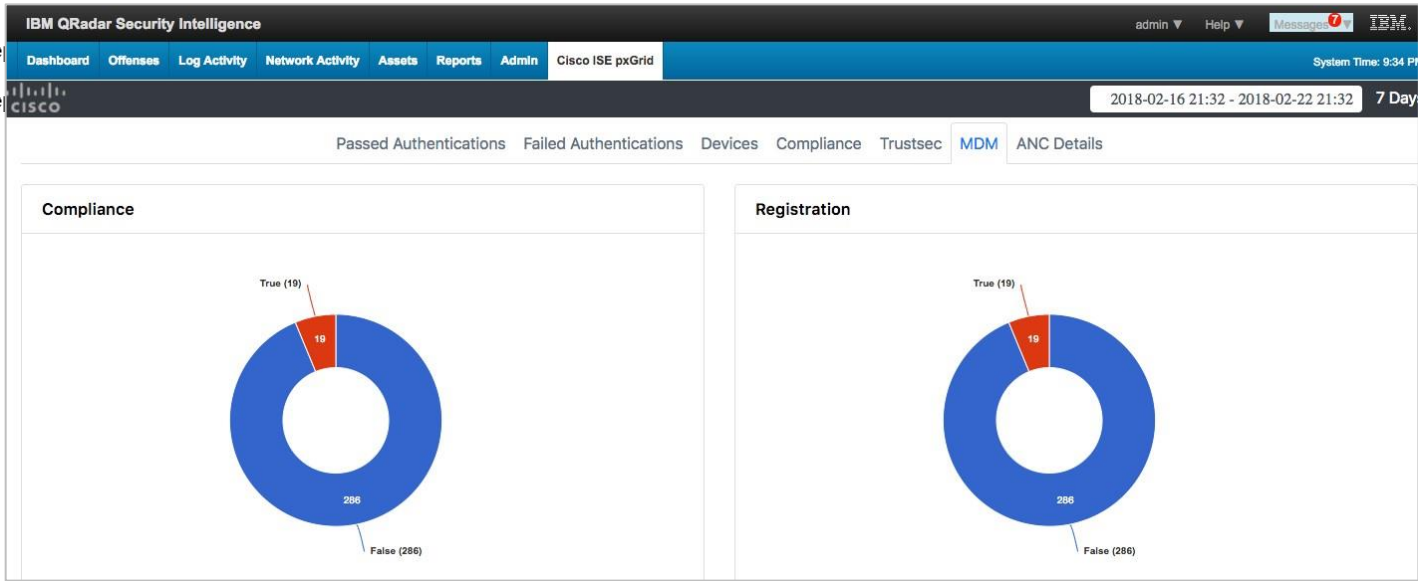 IBM QRadar Security Intelligence admin ▼ Help ▼ Messages 7 ▼ IBM.
Dashboard Offenses Log Activity Network Activity Assets Reports Admin Cisco ISE pxGrid System Time: 9:34 PM
CISCO 2018-02-16 21:32 - 2018-02-22 21:32 7 Days
Passed Authentications Failed Authentications Devices Compliance Trustsec MDM ANC Details
Compliance Registration
True (19) True (19)
19 19
286 286
False (286) False (286)